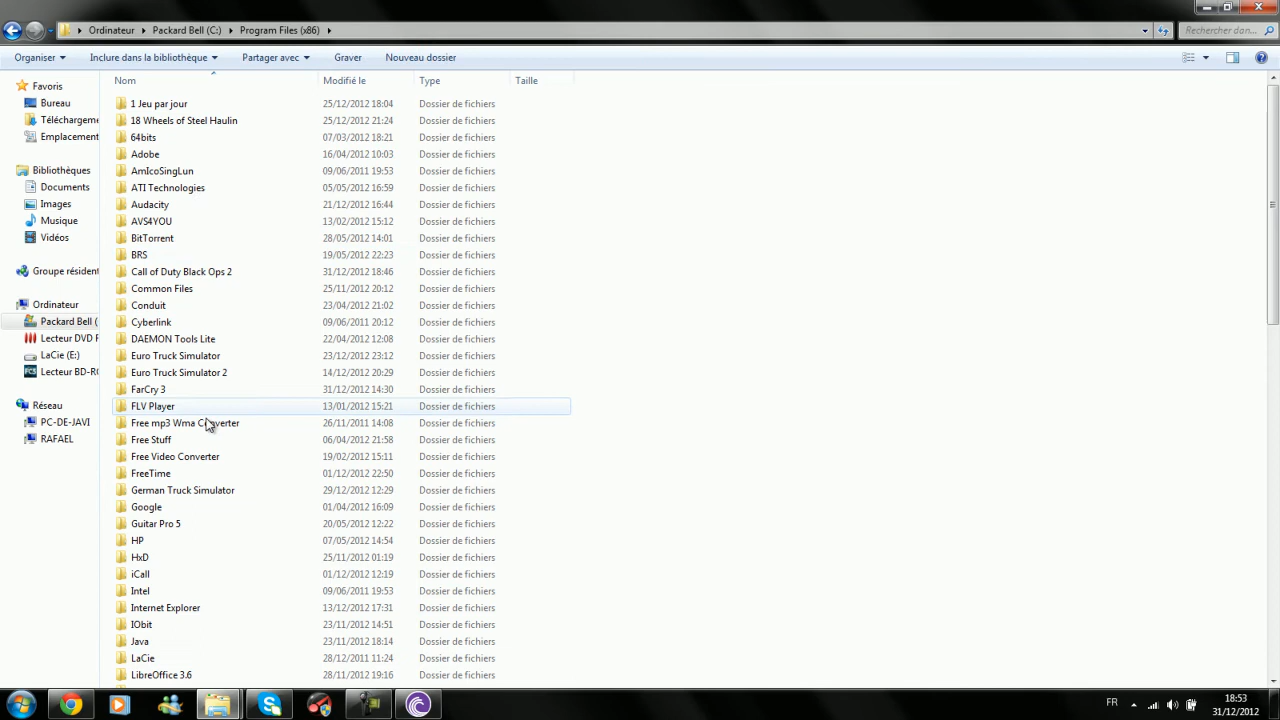 Ordinateur Packard Bell (C:) Program Files (x86) Rechercher dan...
Organiser Inclure dans la bibliothèque Partager avec Graver Nouveau dossier
Favoris
Bureau
Téléchargeme
Emplacement
Bibliothèques
Documents
Images
Musique
Vidéos
Groupe résident
Ordinateur
Packard Bell (
Lecteur DVD R
LaCie (E:)
Lecteur BD-RO
Réseau
PC-DE-JAVI
RAFAEL
Nom Modifié le Type Taille
1 Jeu par jour 25/12/2012 18:04 Dossier de fichiers
18 Wheels of Steel Haulin 25/12/2012 21:24 Dossier de fichiers
64bits 07/03/2012 18:21 Dossier de fichiers
Adobe 16/04/2012 10:03 Dossier de fichiers
AmIcoSingLun 09/06/2011 19:53 Dossier de fichiers
ATI Technologies 05/05/2012 16:59 Dossier de fichiers
Audacity 21/12/2012 16:44 Dossier de fichiers
AVS4YOU 13/02/2012 15:12 Dossier de fichiers
BitTorrent 28/05/2012 14:01 Dossier de fichiers
BRS 19/05/2012 22:23 Dossier de fichiers
Call of Duty Black Ops 2 31/12/2012 18:46 Dossier de fichiers
Common Files 25/11/2012 20:12 Dossier de fichiers
Conduit 23/04/2012 21:02 Dossier de fichiers
Cyberlink 09/06/2011 20:12 Dossier de fichiers
DAEMON Tools Lite 22/04/2012 12:08 Dossier de fichiers
Euro Truck Simulator 23/12/2012 23:12 Dossier de fichiers
Euro Truck Simulator 2 14/12/2012 20:29 Dossier de fichiers
FarCry 3 31/12/2012 14:30 Dossier de fichiers
FLV Player 13/01/2012 15:21 Dossier de fichiers
Free mp3 Wma Converter 26/11/2011 14:08 Dossier de fichiers
Free Stuff 06/04/2012 21:58 Dossier de fichiers
Free Video Converter 19/02/2012 15:11 Dossier de fichiers
FreeTime 01/12/2012 22:50 Dossier de fichiers
German Truck Simulator 29/12/2012 12:29 Dossier de fichiers
Google 01/04/2012 16:09 Dossier de fichiers
Guitar Pro 5 20/05/2012 12:22 Dossier de fichiers
HP 07/05/2012 14:54 Dossier de fichiers
HxD 25/11/2012 01:19 Dossier de fichiers
iCall 01/12/2012 12:19 Dossier de fichiers
Intel 09/06/2011 19:53 Dossier de fichiers
Internet Explorer 13/12/2012 17:31 Dossier de fichiers
IObit 23/11/2012 14:51 Dossier de fichiers
Java 23/11/2012 18:14 Dossier de fichiers
LaCie 28/12/2011 11:24 Dossier de fichiers
LibreOffice 3.6 28/11/2012 19:16 Dossier de fichiers
FR 18:53
31/12/2012